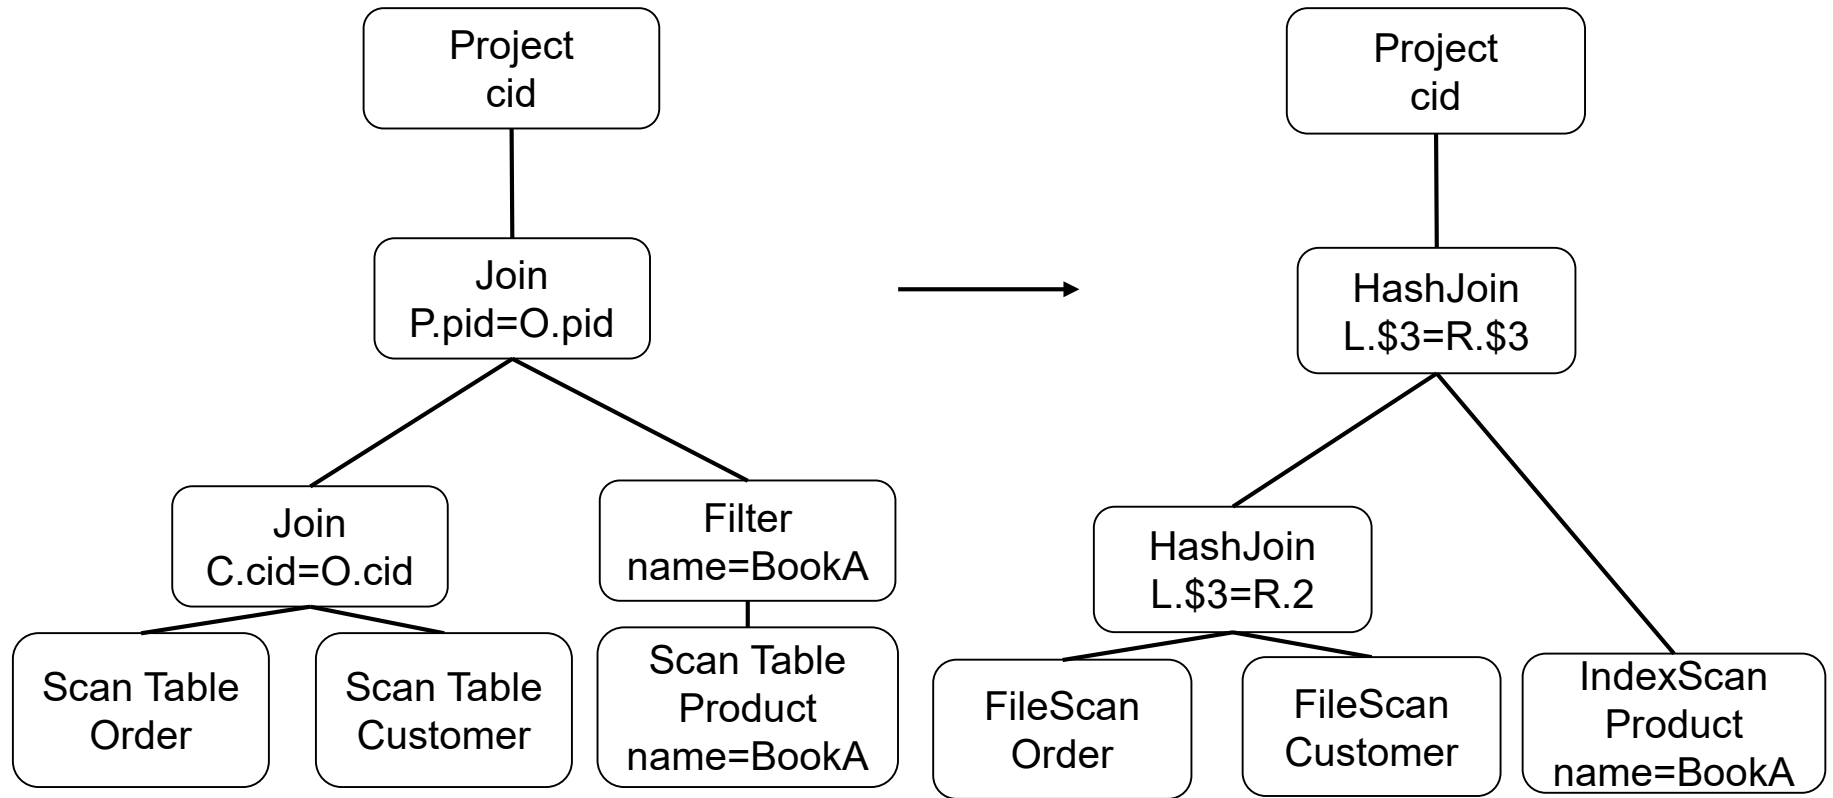 Project
cid
Join
P.pid=O.pid
Join
C.cid=O.cid
Filter
name=BookA
Scan Table
Order
Scan Table
Customer
Scan Table
Product
name=BookA
Project
cid
HashJoin
L.$3=R.$3
HashJoin
L.$3=R.2
FileScan
Order
FileScan
Customer
IndexScan
Product
name=BookA